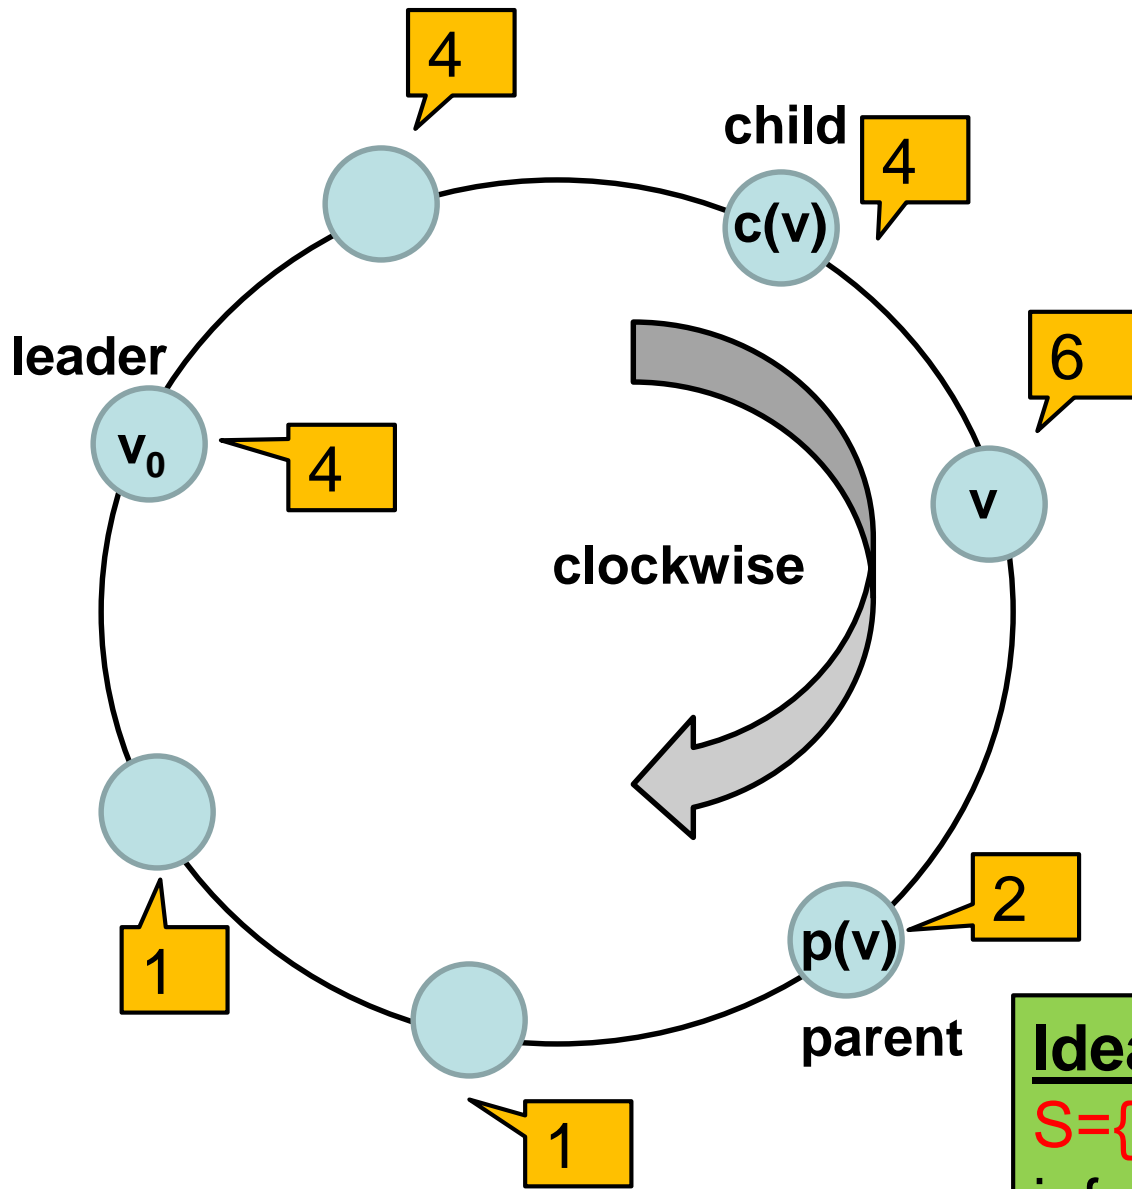 4
child
4
c(v)
6
leader
v₀
4
v
clockwise
2
p(v)
1
parent
1
S={